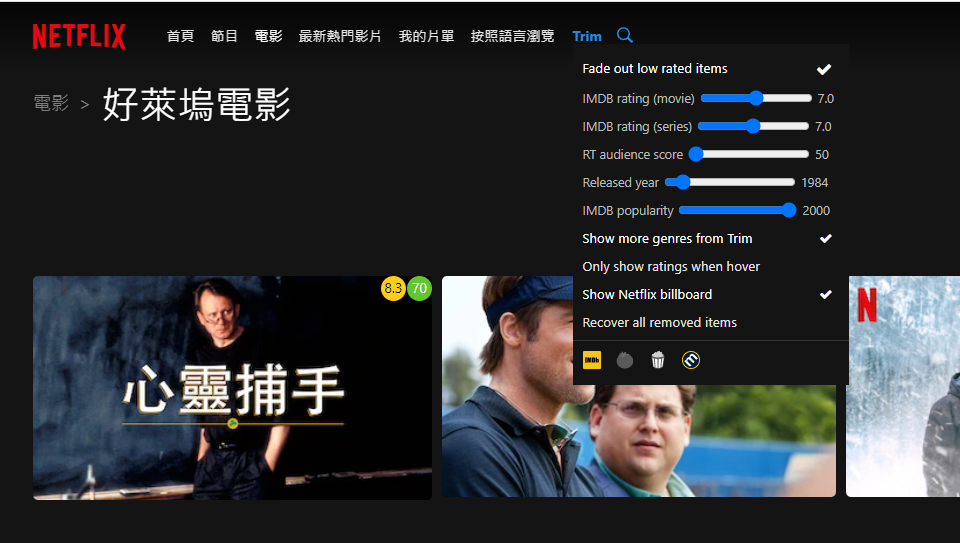 NETFLIX 首頁 節目 電影 最新熱門影片 我的片單 按照語言瀏覽 Trim
電影 > 好萊塢電影
Fade out low rated items
IMDB rating (movie) 7.0
IMDB rating (series) 7.0
RT audience score 50
Released year 1984
IMDB popularity 2000
Show more genres from Trim
Only show ratings when hover
Show Netflix billboard
Recover all removed items
IMDb
8.3 70
心靈捕手
N